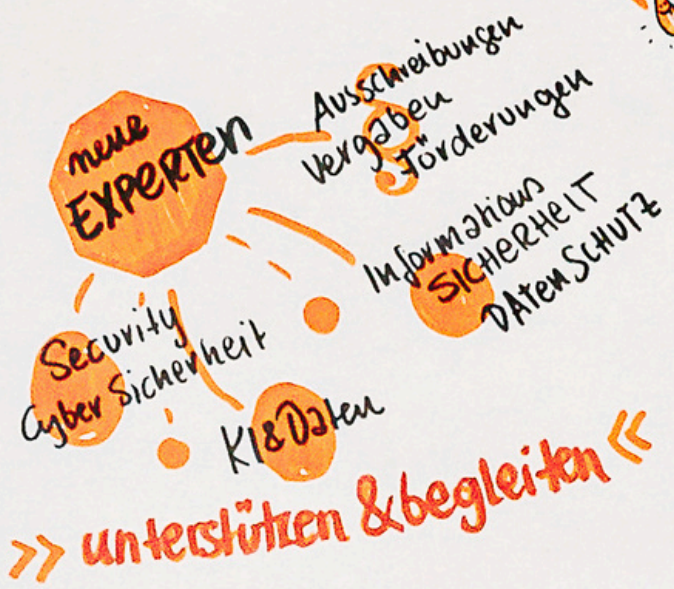 neue
EXPERTEN
Ausschreibungen
Vergaben
Förderungen
Informations
SICHERHEIT
DATENSCHUTZ
Security
Cyber Sicherheit
KI & Daten
>> unterstützen & begleiten <<